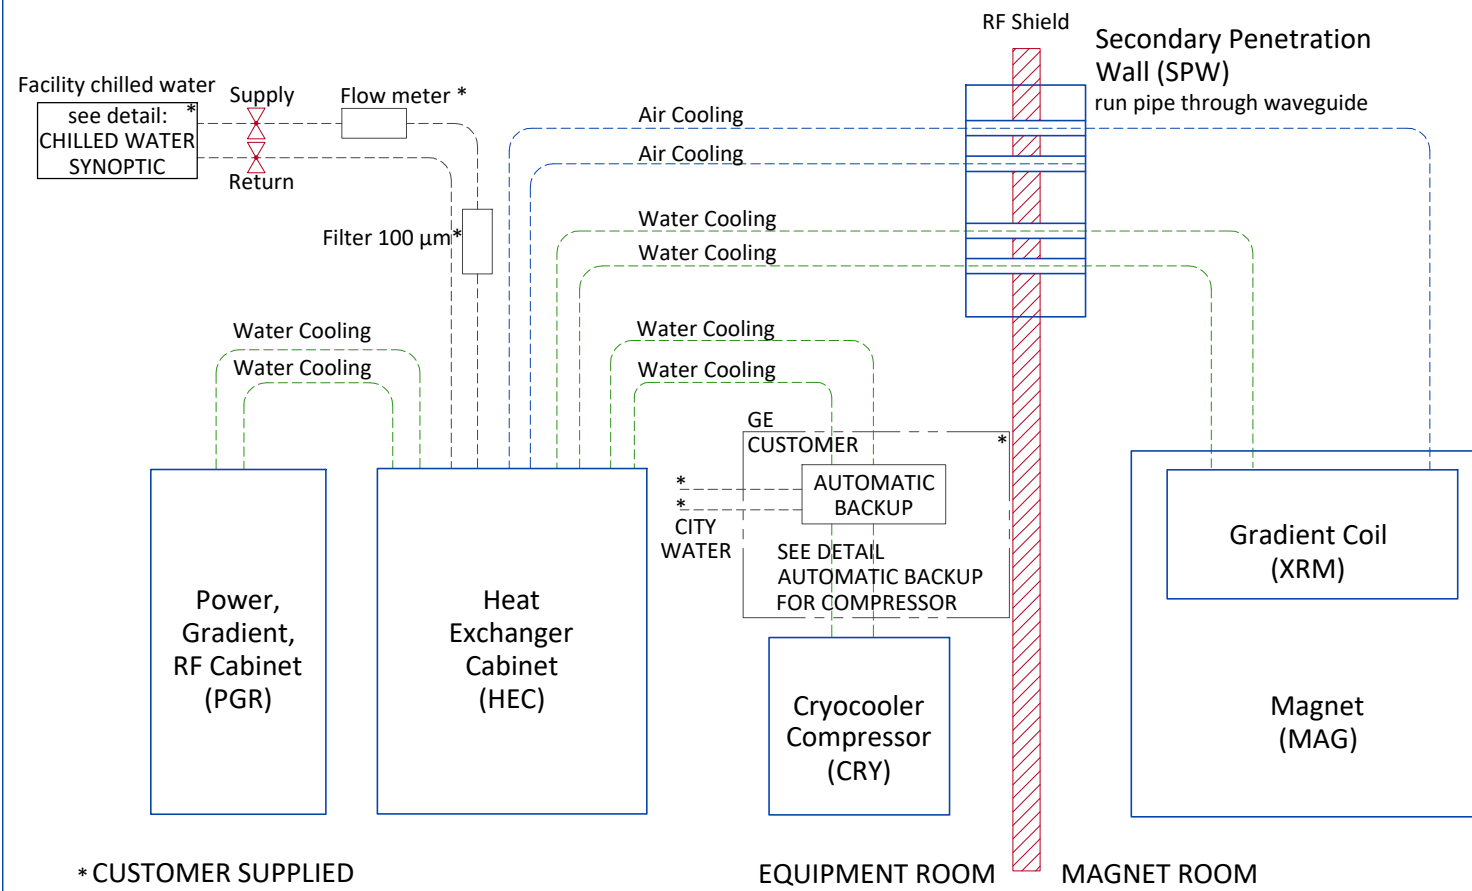 RF Shield
Secondary Penetration
Wall (SPW)
run pipe through waveguide
Facility chilled water
see detail: *
CHILLED WATER
SYNOPTIC
Supply
Return
Flow meter *
Filter 100 µm*
Air Cooling
Air Cooling
Water Cooling
Water Cooling
Water Cooling
Water Cooling
Water Cooling
Water Cooling
GE
CUSTOMER
*
AUTOMATIC
BACKUP
*
*
CITY
WATER
SEE DETAIL
AUTOMATIC BACKUP
FOR COMPRESSOR
Power,
Gradient,
RF Cabinet
(PGR)
Heat
Exchanger
Cabinet
(HEC)
Cryocooler
Compressor
(CRY)
Gradient Coil
(XRM)
Magnet
(MAG)
* CUSTOMER SUPPLIED
EQUIPMENT ROOM
MAGNET ROOM